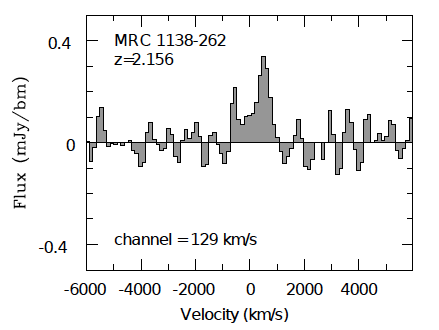 0.4
MRC 1138-262
z=2.156
Flux (mJy/bm)
0
-0.4
channel = 129 km/s
-6000 -4000 -2000 0 2000 4000
Velocity (km/s)